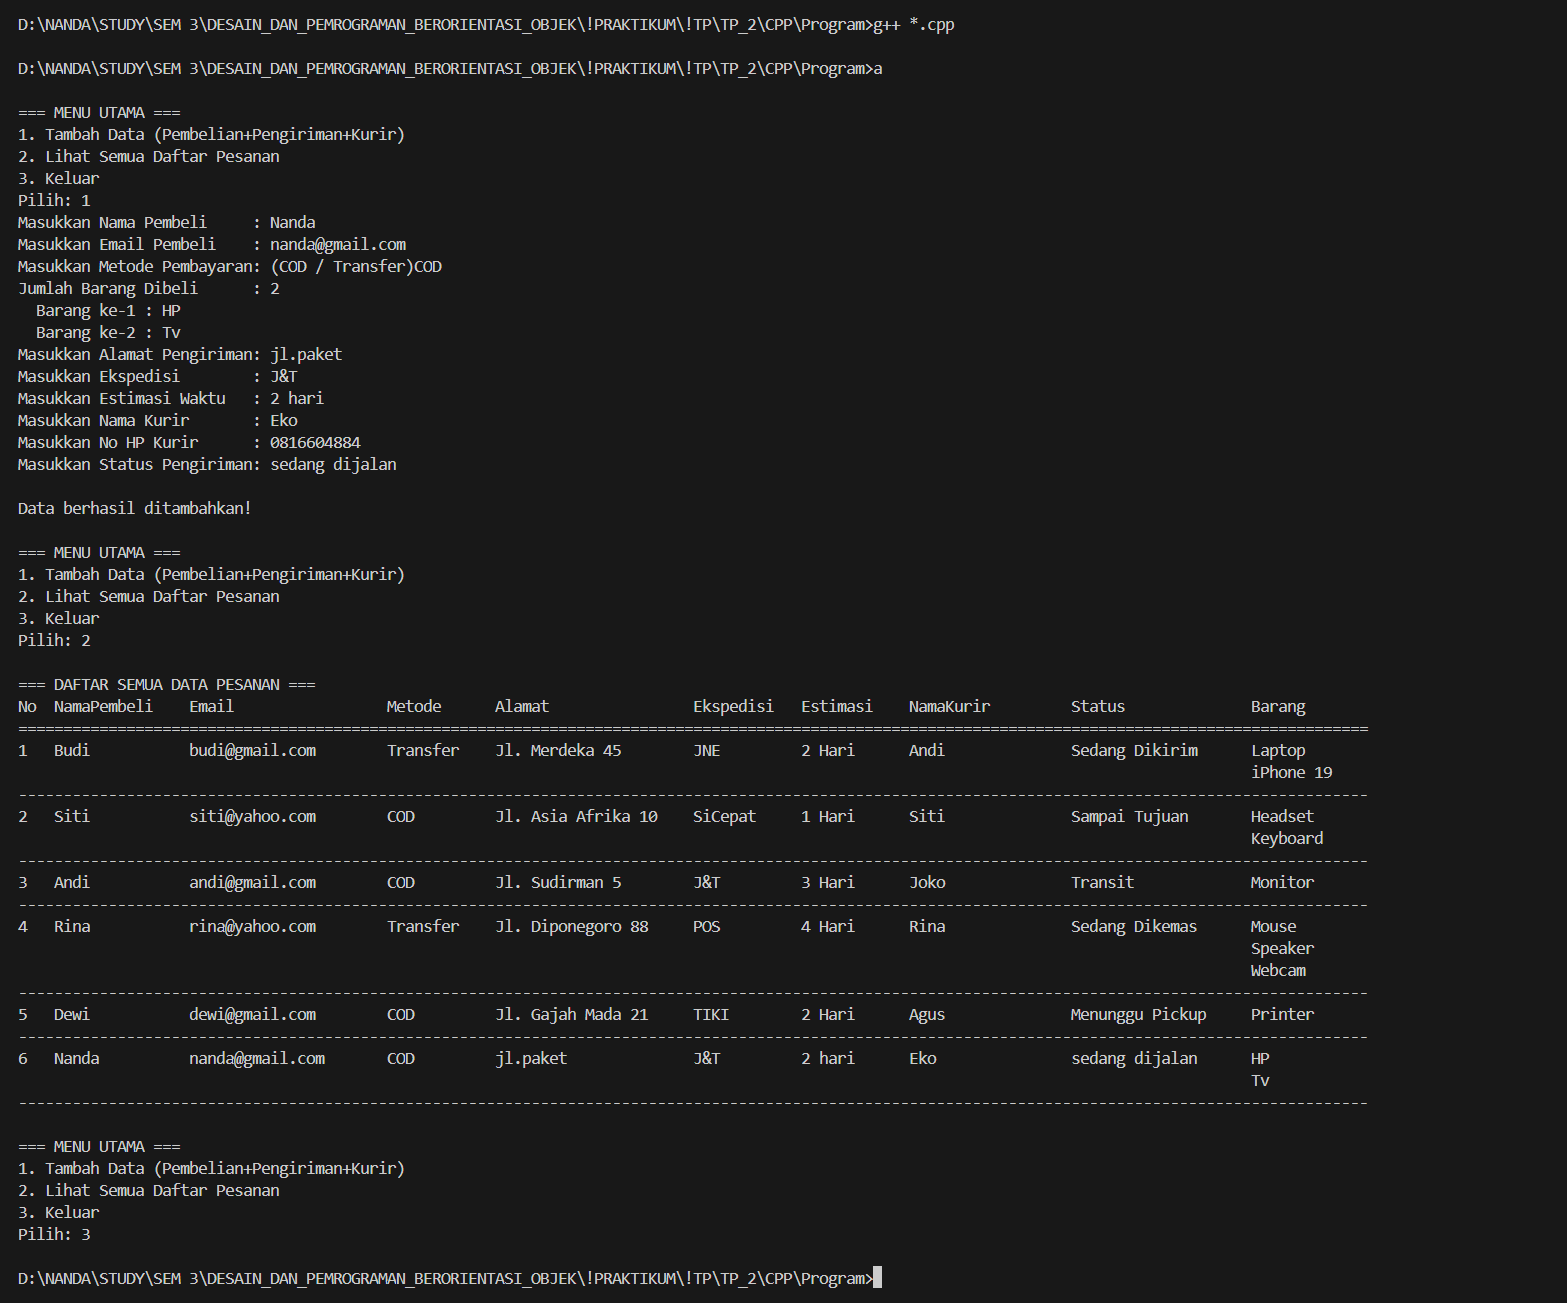 D:\NANDA\STUDY\SEM 3\DESAIN_DAN_PEMROGRAMAN_BERORIENTASI_OBJEK\!PRAKTIKUM\!TP\TP_2\CPP\Program>g++ *.cpp

D:\NANDA\STUDY\SEM 3\DESAIN_DAN_PEMROGRAMAN_BERORIENTASI_OBJEK\!PRAKTIKUM\!TP\TP_2\CPP\Program>a

=== MENU UTAMA ===
1. Tambah Data (Pembelian+Pengiriman+Kurir)
2. Lihat Semua Daftar Pesanan
3. Keluar
Pilih: 1
Masukkan Nama Pembeli     : Nanda
Masukkan Email Pembeli    : nanda@gmail.com
Masukkan Metode Pembayaran: (COD / Transfer)COD
Jumlah Barang Dibeli      : 2
  Barang ke-1 : HP
  Barang ke-2 : Tv
Masukkan Alamat Pengiriman: jl.paket
Masukkan Ekspedisi        : J&T
Masukkan Estimasi Waktu   : 2 hari
Masukkan Nama Kurir       : Eko
Masukkan No HP Kurir      : 0816604884
Masukkan Status Pengiriman: sedang dijalan

Data berhasil ditambahkan!

=== MENU UTAMA ===
1. Tambah Data (Pembelian+Pengiriman+Kurir)
2. Lihat Semua Daftar Pesanan
3. Keluar
Pilih: 2

=== DAFTAR SEMUA DATA PESANAN ===
No  NamaPembeli    Email                 Metode      Alamat                Ekspedisi   Estimasi    NamaKurir         Status              Barang
======================================================================================================================================================
1   Budi           budi@gmail.com        Transfer    Jl. Merdeka 45        JNE         2 Hari      Andi              Sedang Dikirim      Laptop
                                                                                                                                         iPhone 19
------------------------------------------------------------------------------------------------------------------------------------------------------
2   Siti           siti@yahoo.com        COD         Jl. Asia Afrika 10    SiCepat     1 Hari      Siti              Sampai Tujuan       Headset
                                                                                                                                         Keyboard
------------------------------------------------------------------------------------------------------------------------------------------------------
3   Andi           andi@gmail.com        COD         Jl. Sudirman 5        J&T         3 Hari      Joko              Transit             Monitor
------------------------------------------------------------------------------------------------------------------------------------------------------
4   Rina           rina@yahoo.com        Transfer    Jl. Diponegoro 88     POS         4 Hari      Rina              Sedang Dikemas      Mouse
                                                                                                                                         Speaker
                                                                                                                                         Webcam
------------------------------------------------------------------------------------------------------------------------------------------------------
5   Dewi           dewi@gmail.com        COD         Jl. Gajah Mada 21     TIKI        2 Hari      Agus              Menunggu Pickup     Printer
------------------------------------------------------------------------------------------------------------------------------------------------------
6   Nanda          nanda@gmail.com       COD         jl.paket              J&T         2 hari      Eko               sedang dijalan      HP
                                                                                                                                         Tv
------------------------------------------------------------------------------------------------------------------------------------------------------

=== MENU UTAMA ===
1. Tambah Data (Pembelian+Pengiriman+Kurir)
2. Lihat Semua Daftar Pesanan
3. Keluar
Pilih: 3

D:\NANDA\STUDY\SEM 3\DESAIN_DAN_PEMROGRAMAN_BERORIENTASI_OBJEK\!PRAKTIKUM\!TP\TP_2\CPP\Program>